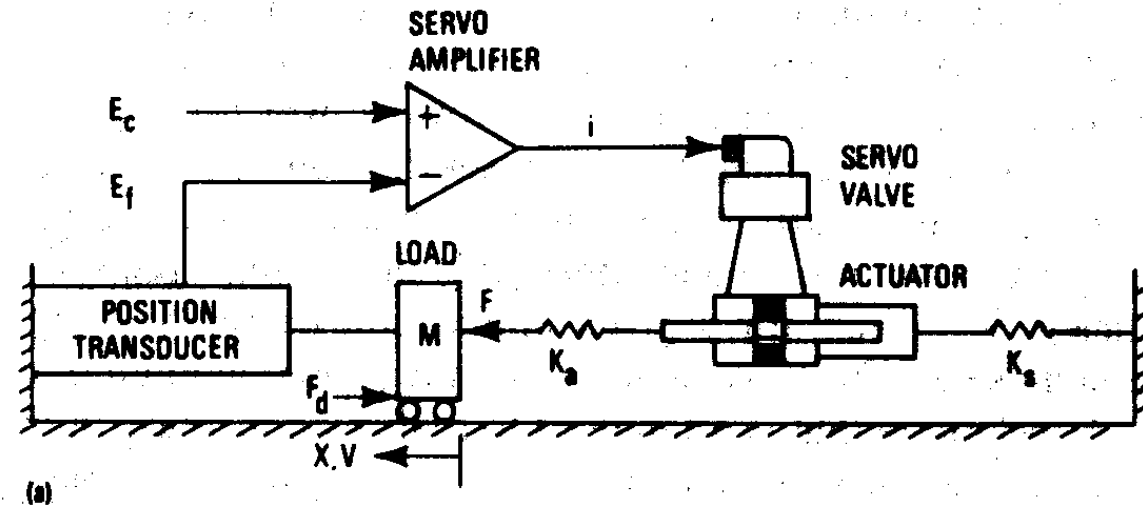 SERVO
AMPLIFIER
E_c
+
i
E_f
−
SERVO
VALVE
LOAD
ACTUATOR
POSITION
TRANSDUCER
M
F
K_a
K_s
F_d
X, V
(a)